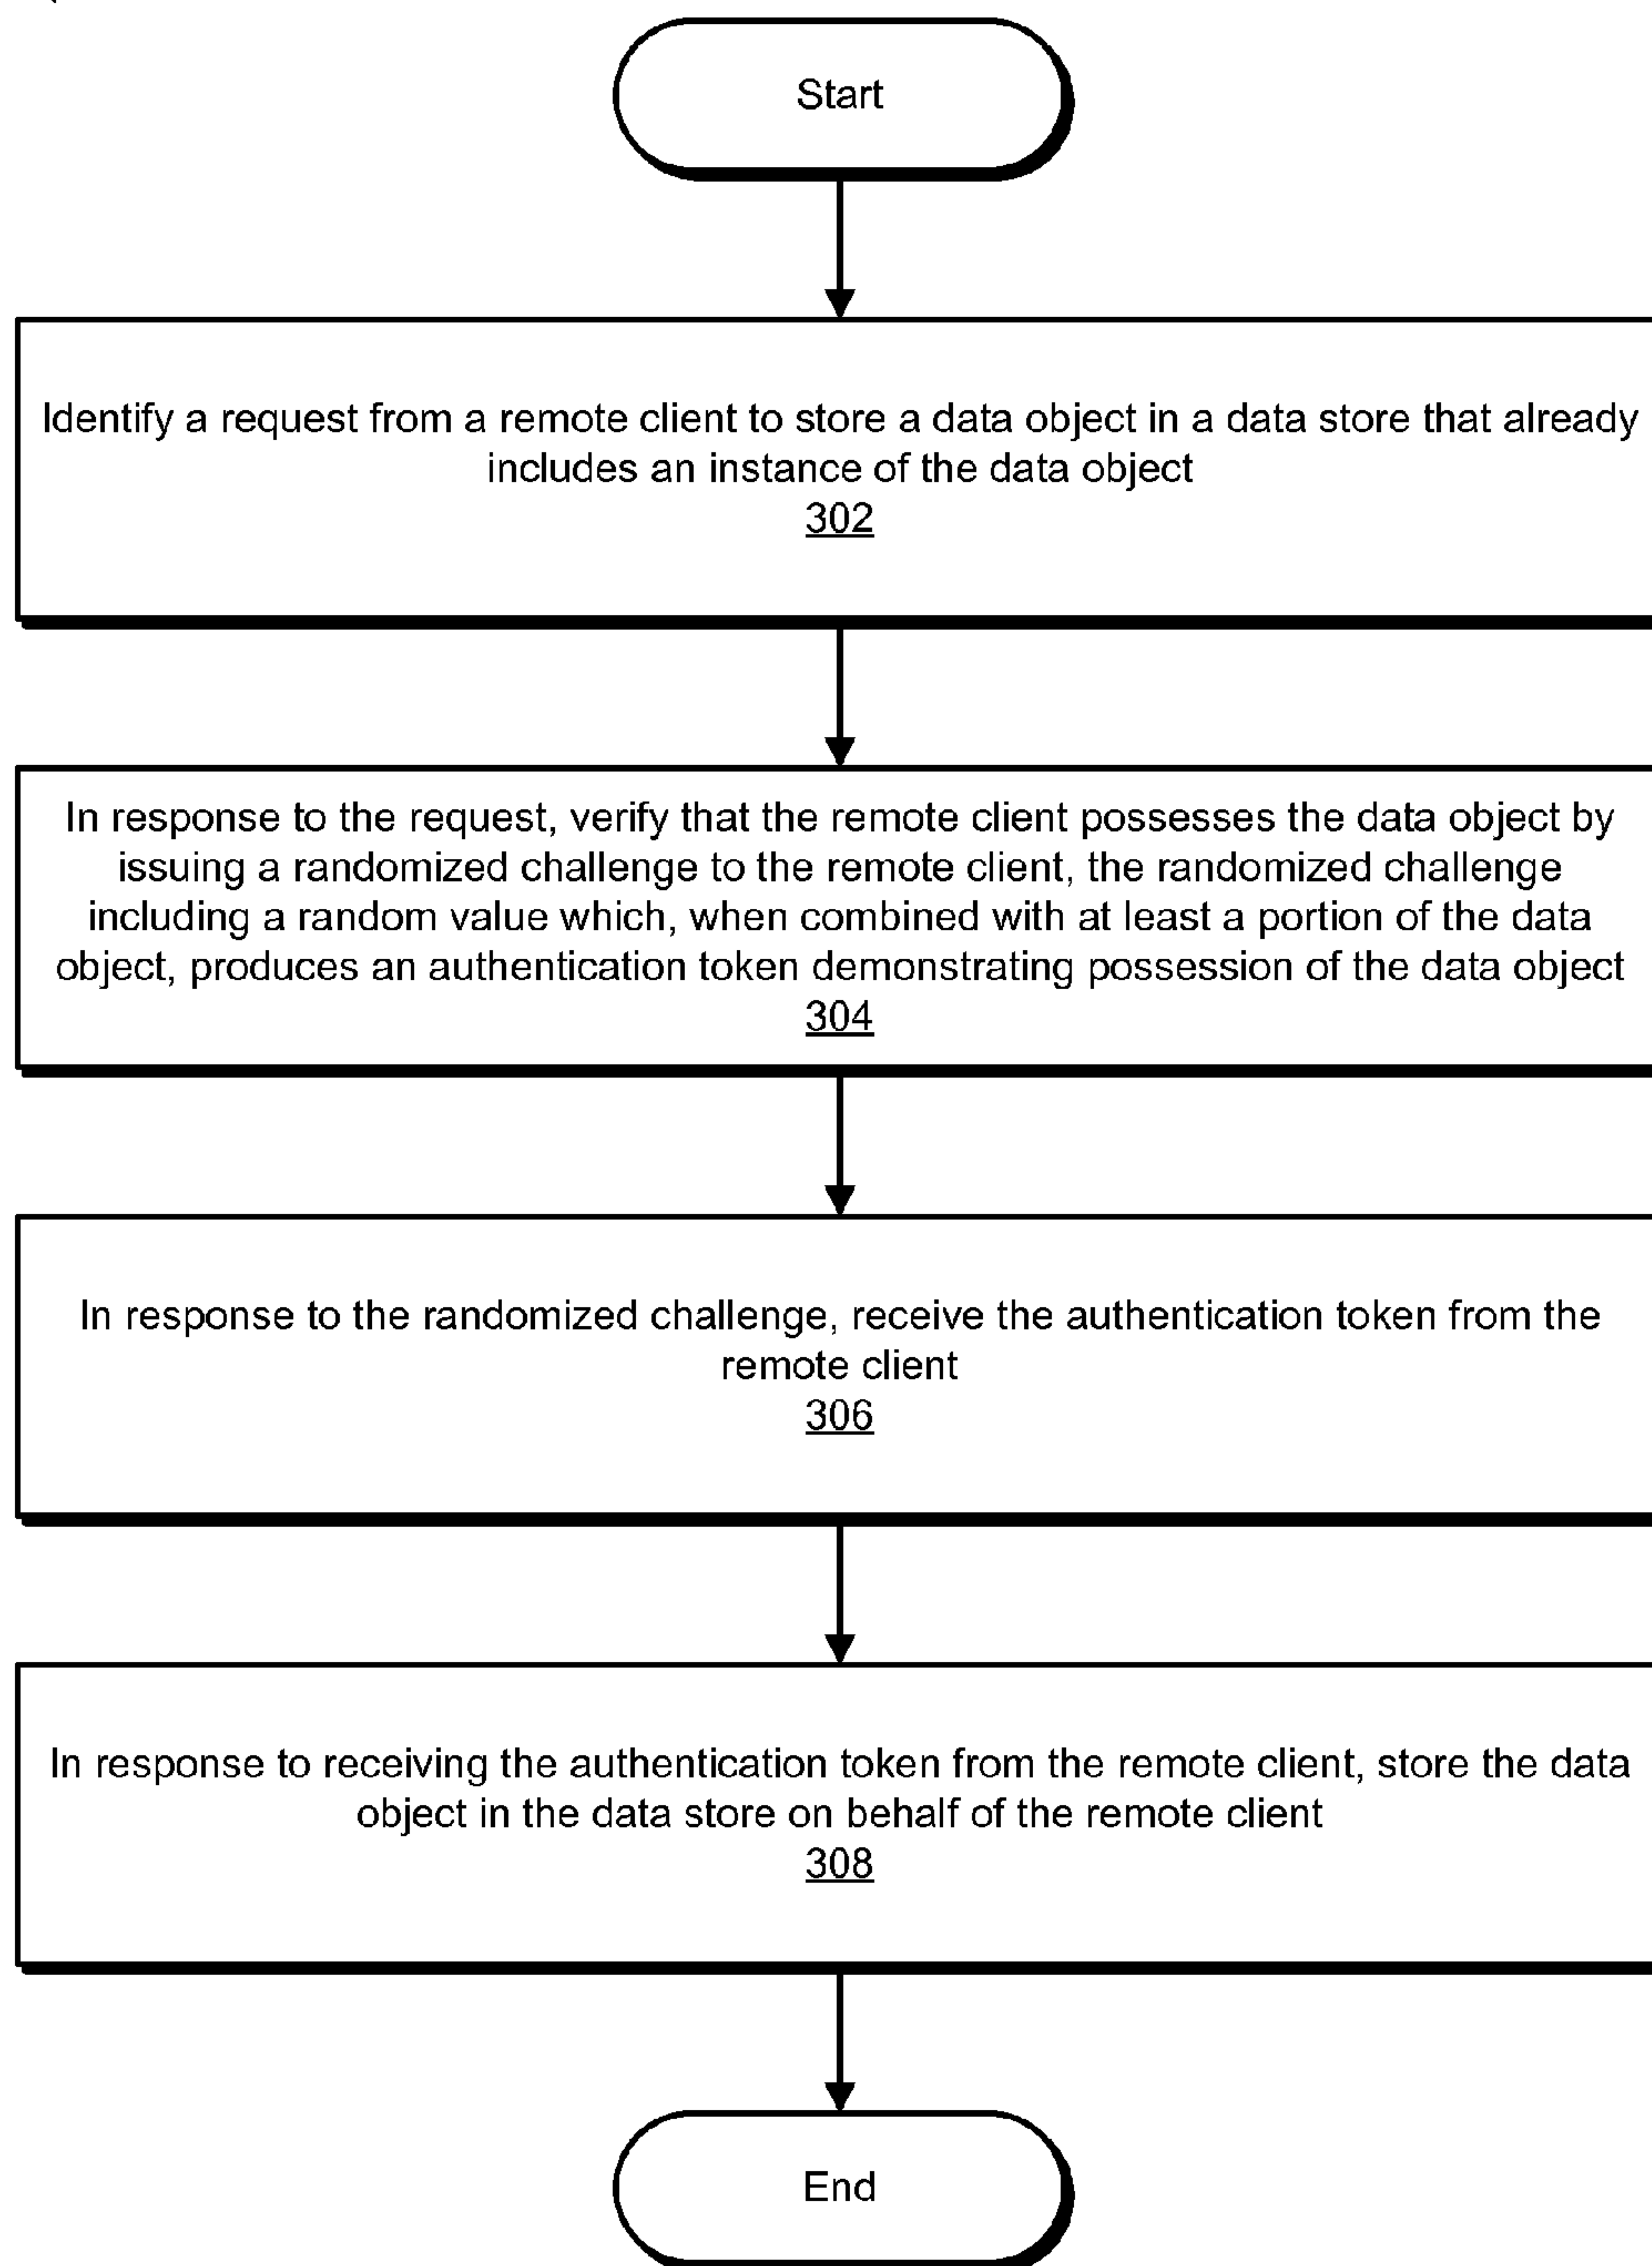 Start
Identify a request from a remote client to store a data object in a data store that already
includes an instance of the data object
302
In response to the request, verify that the remote client possesses the data object by
issuing a randomized challenge to the remote client, the randomized challenge
including a random value which, when combined with at least a portion of the data
object, produces an authentication token demonstrating possession of the data object
304
In response to the randomized challenge, receive the authentication token from the
remote client
306
In response to receiving the authentication token from the remote client, store the data
object in the data store on behalf of the remote client
308
End